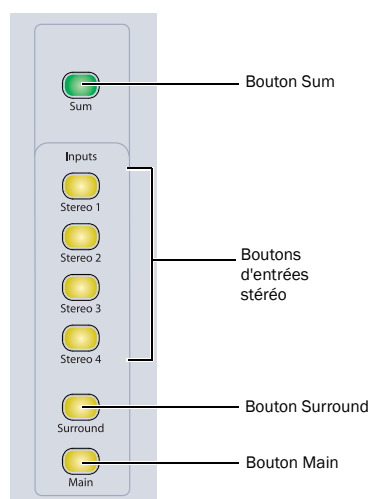 Bouton Sum
Sum
Inputs
Stereo 1
Stereo 2
Stereo 3
Stereo 4
Boutons
d'entrées
stéréo
Surround
Bouton Surround
Main
Bouton Main